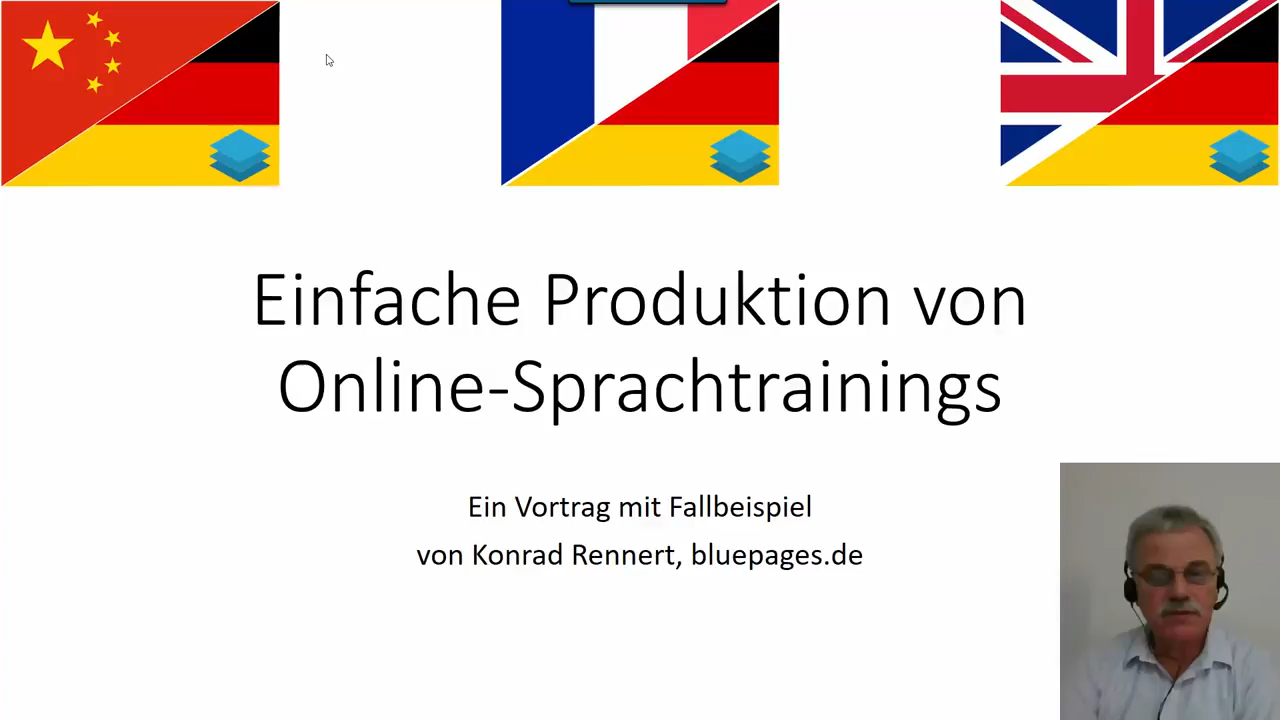 Einfache Produktion von
Online-Sprachtrainings
Ein Vortrag mit Fallbeispiel
von Konrad Rennert, bluepages.de